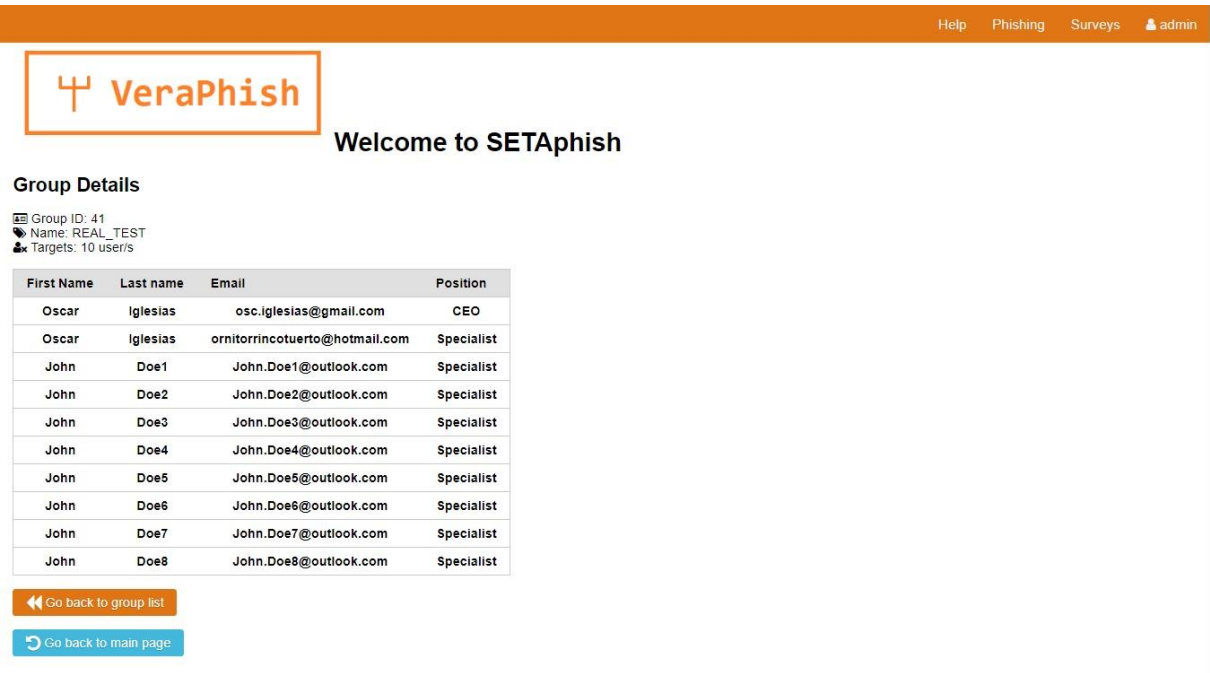 Help Phishing Surveys admin
VeraPhish
Welcome to SETAphish
Group Details
Group ID: 41
Name: REAL_TEST
Targets: 10 user/s
First Name Last name Email Position
Oscar Iglesias osc.iglesias@gmail.com CEO
Oscar Iglesias ornitorrincotuerto@hotmail.com Specialist
John Doe1 John.Doe1@outlook.com Specialist
John Doe2 John.Doe2@outlook.com Specialist
John Doe3 John.Doe3@outlook.com Specialist
John Doe4 John.Doe4@outlook.com Specialist
John Doe5 John.Doe5@outlook.com Specialist
John Doe6 John.Doe6@outlook.com Specialist
John Doe7 John.Doe7@outlook.com Specialist
John Doe8 John.Doe8@outlook.com Specialist
Go back to group list
Go back to main page